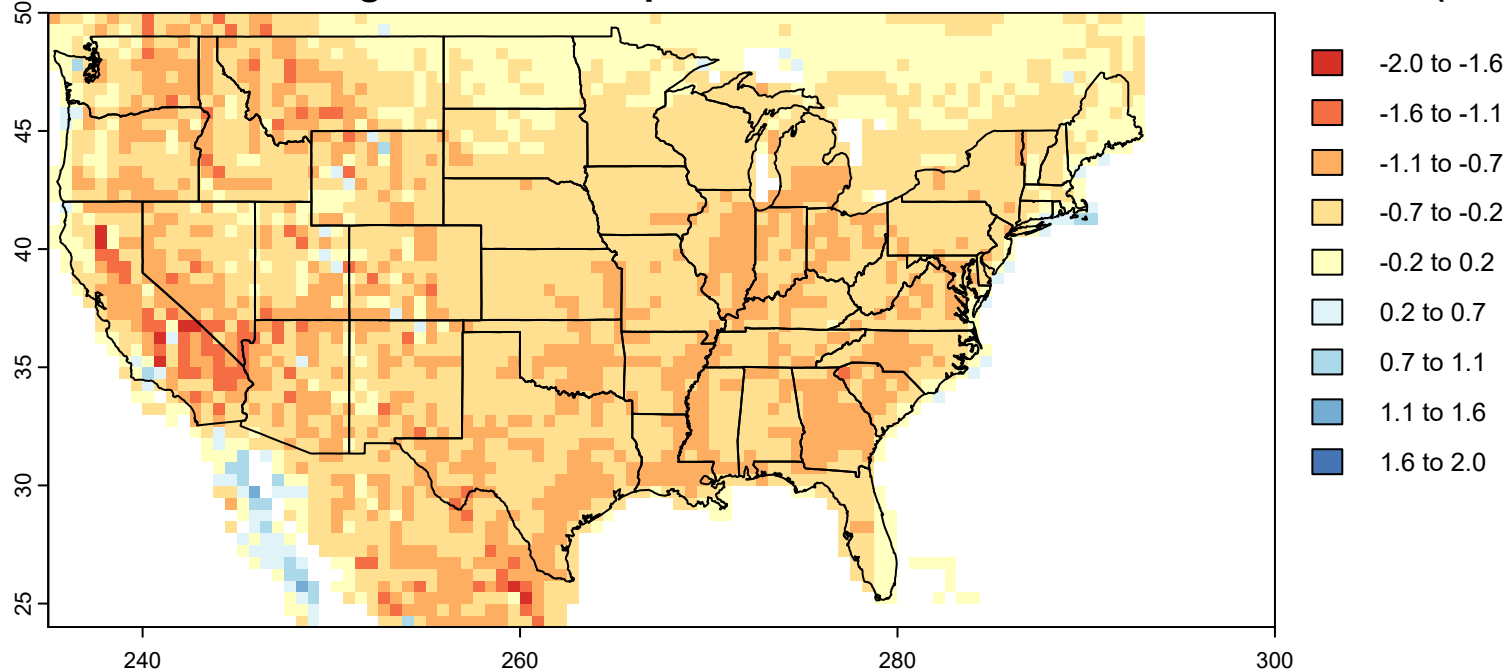 -2.0 to -1.6
-1.6 to -1.1
-1.1 to -0.7
-0.7 to -0.2
-0.2 to 0.2
0.2 to 0.7
0.7 to 1.1
1.1 to 1.6
1.6 to 2.0
50
45
40
35
30
25
240
260
280
300